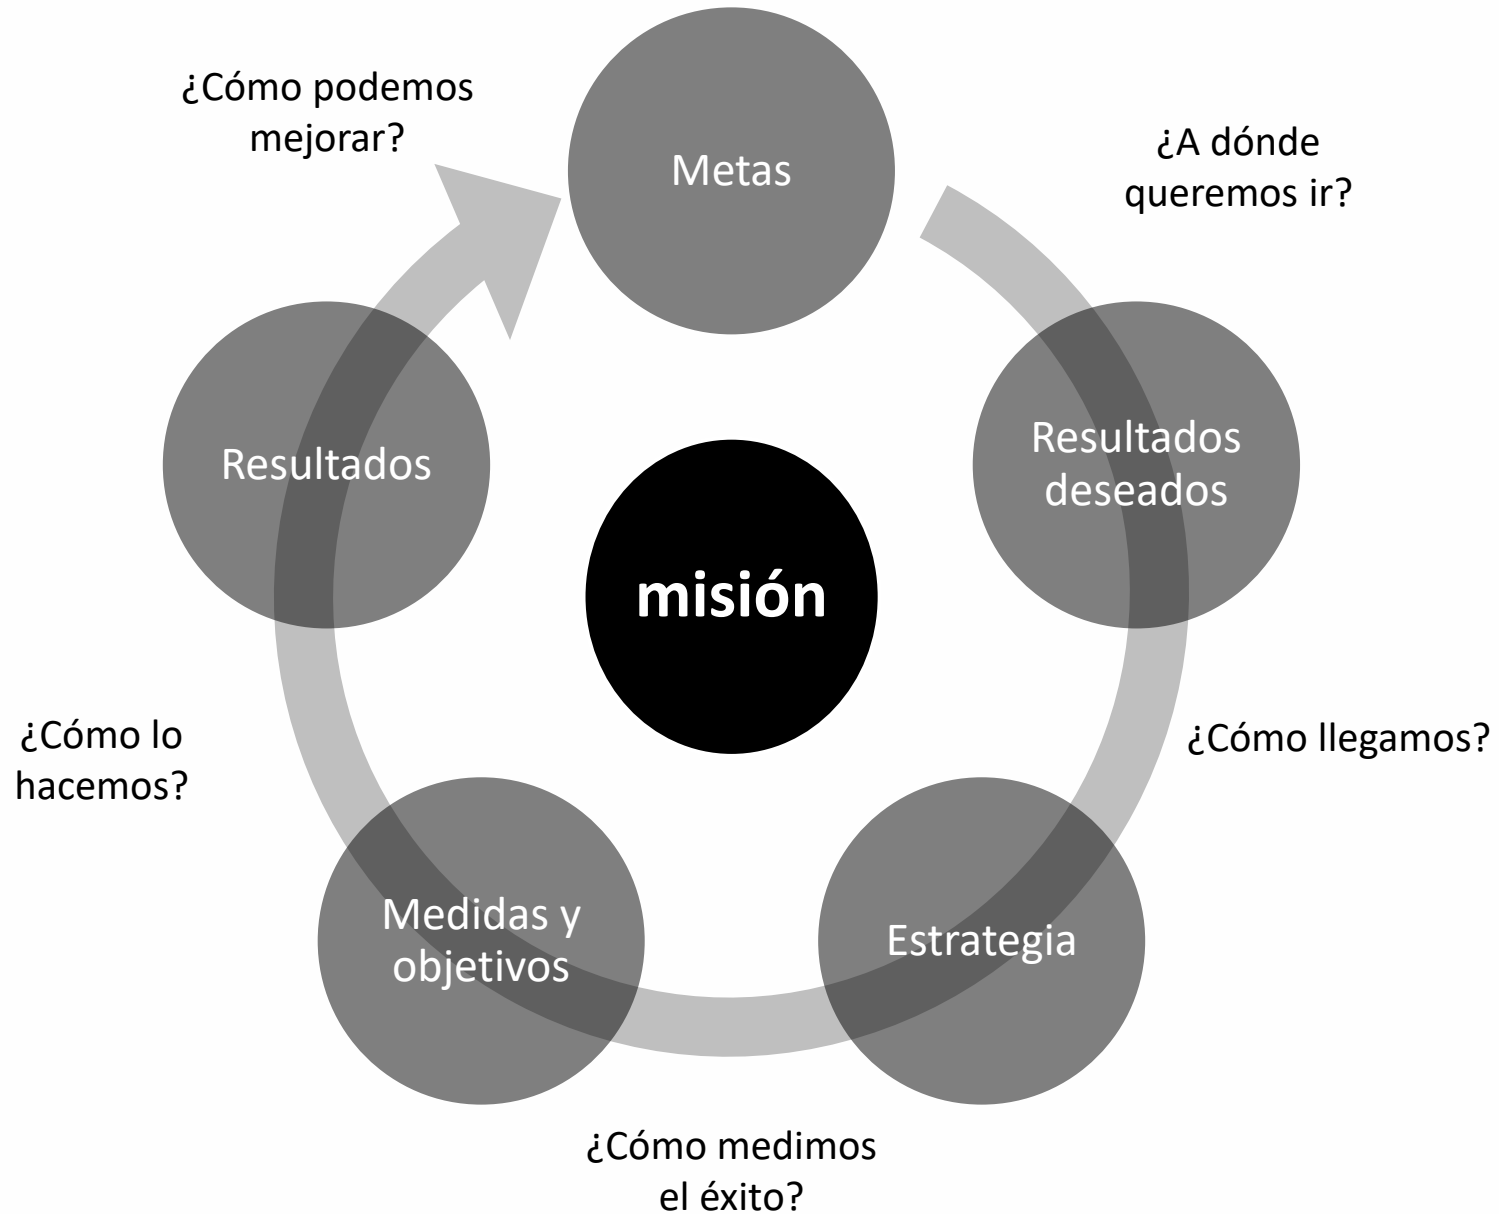 Metas
¿A dónde
queremos ir?
Resultados
deseados
¿Cómo llegamos?
Estrategia
¿Cómo medimos
el éxito?
Medidas y
objetivos
¿Cómo lo
hacemos?
Resultados
¿Cómo podemos
mejorar?
misión